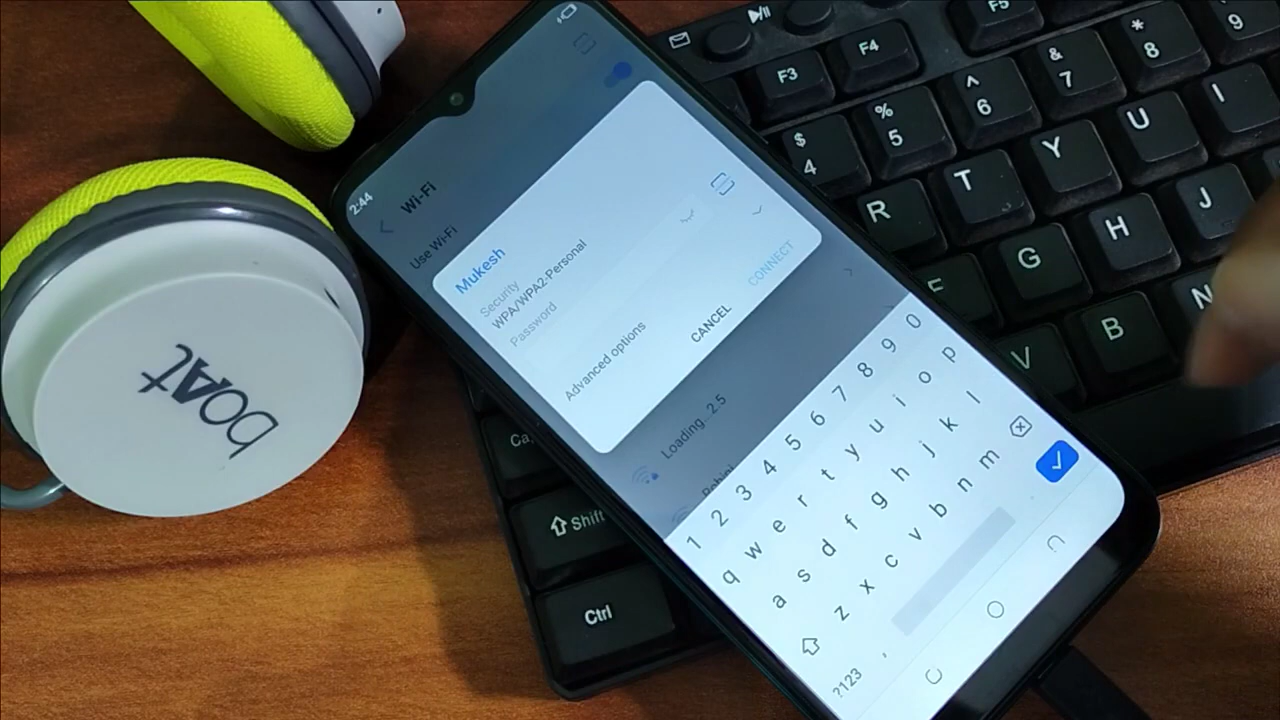 boAt
2:44
Wi-Fi
Use Wi-Fi
Mukesh
Security
WPA/WPA2-Personal
Password
Advanced options
CANCEL
CONNECT
Loading...2.5
1 2 3 4 5 6 7 8 9 0
q w e r t y u i o p
a s d f g h j k l
z x c v b n m
?123 ,
F3
F4
F5
$
4
%
5
^
6
&
7
*
8
9
R
T
Y
U
I
G
H
J
V
B
N
Shift
Ctrl